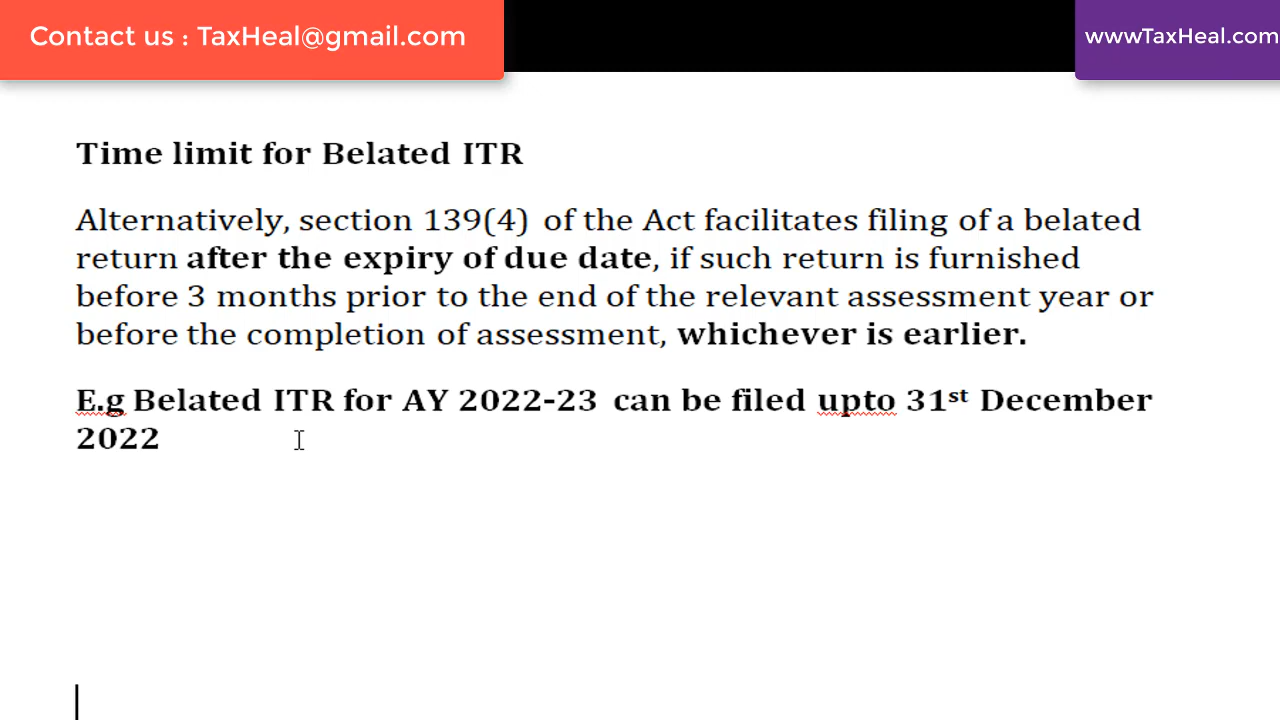 Contact us : TaxHeal@gmail.com
wwwTaxHeal.com
Time limit for Belated ITR
Alternatively, section 139(4) of the Act facilitates filing of a belated
return after the expiry of due date, if such return is furnished
before 3 months prior to the end of the relevant assessment year or
before the completion of assessment, whichever is earlier.
E.g Belated ITR for AY 2022-23 can be filed upto 31st December
2022